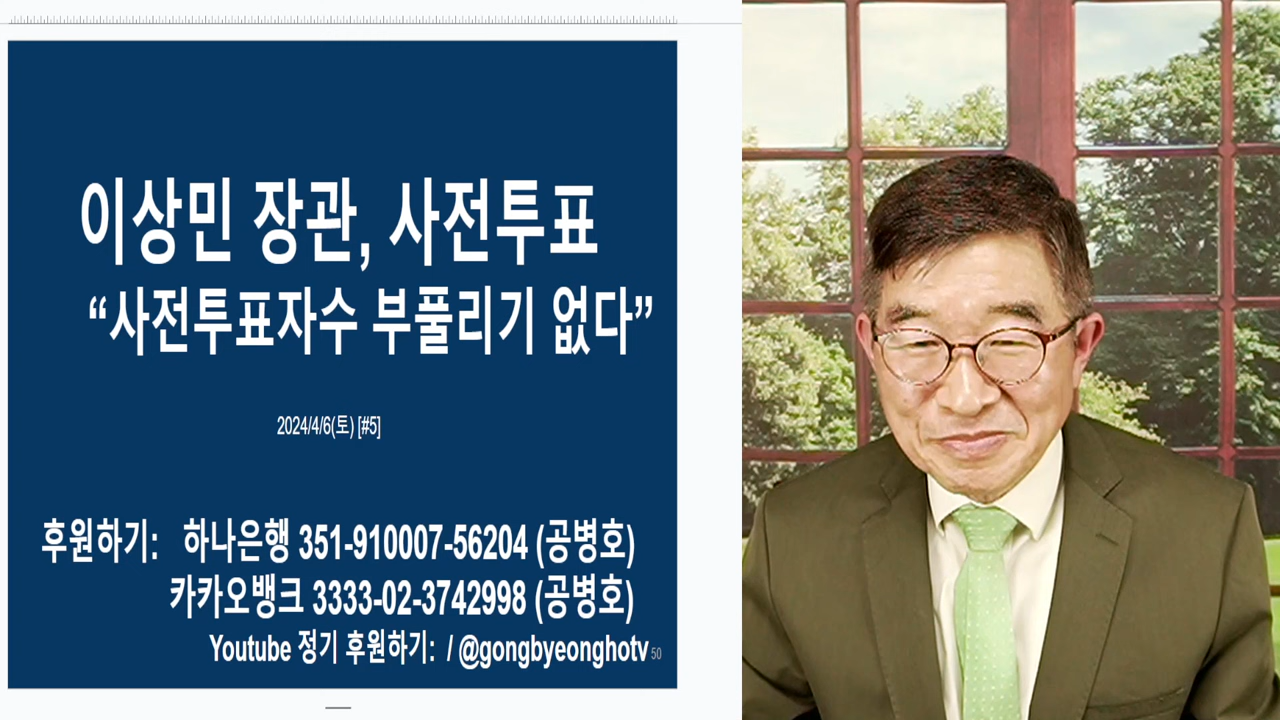 이상민 장관, 사전투표
“사전투표자수 부풀리기 없다”
2024/4/6(토) [#5]
후원하기: 하나은행 351-910007-56204 (공병호)
카카오뱅크 3333-02-3742998 (공병호)
Youtube 정기 후원하기: / @gongbyeonghotv
50